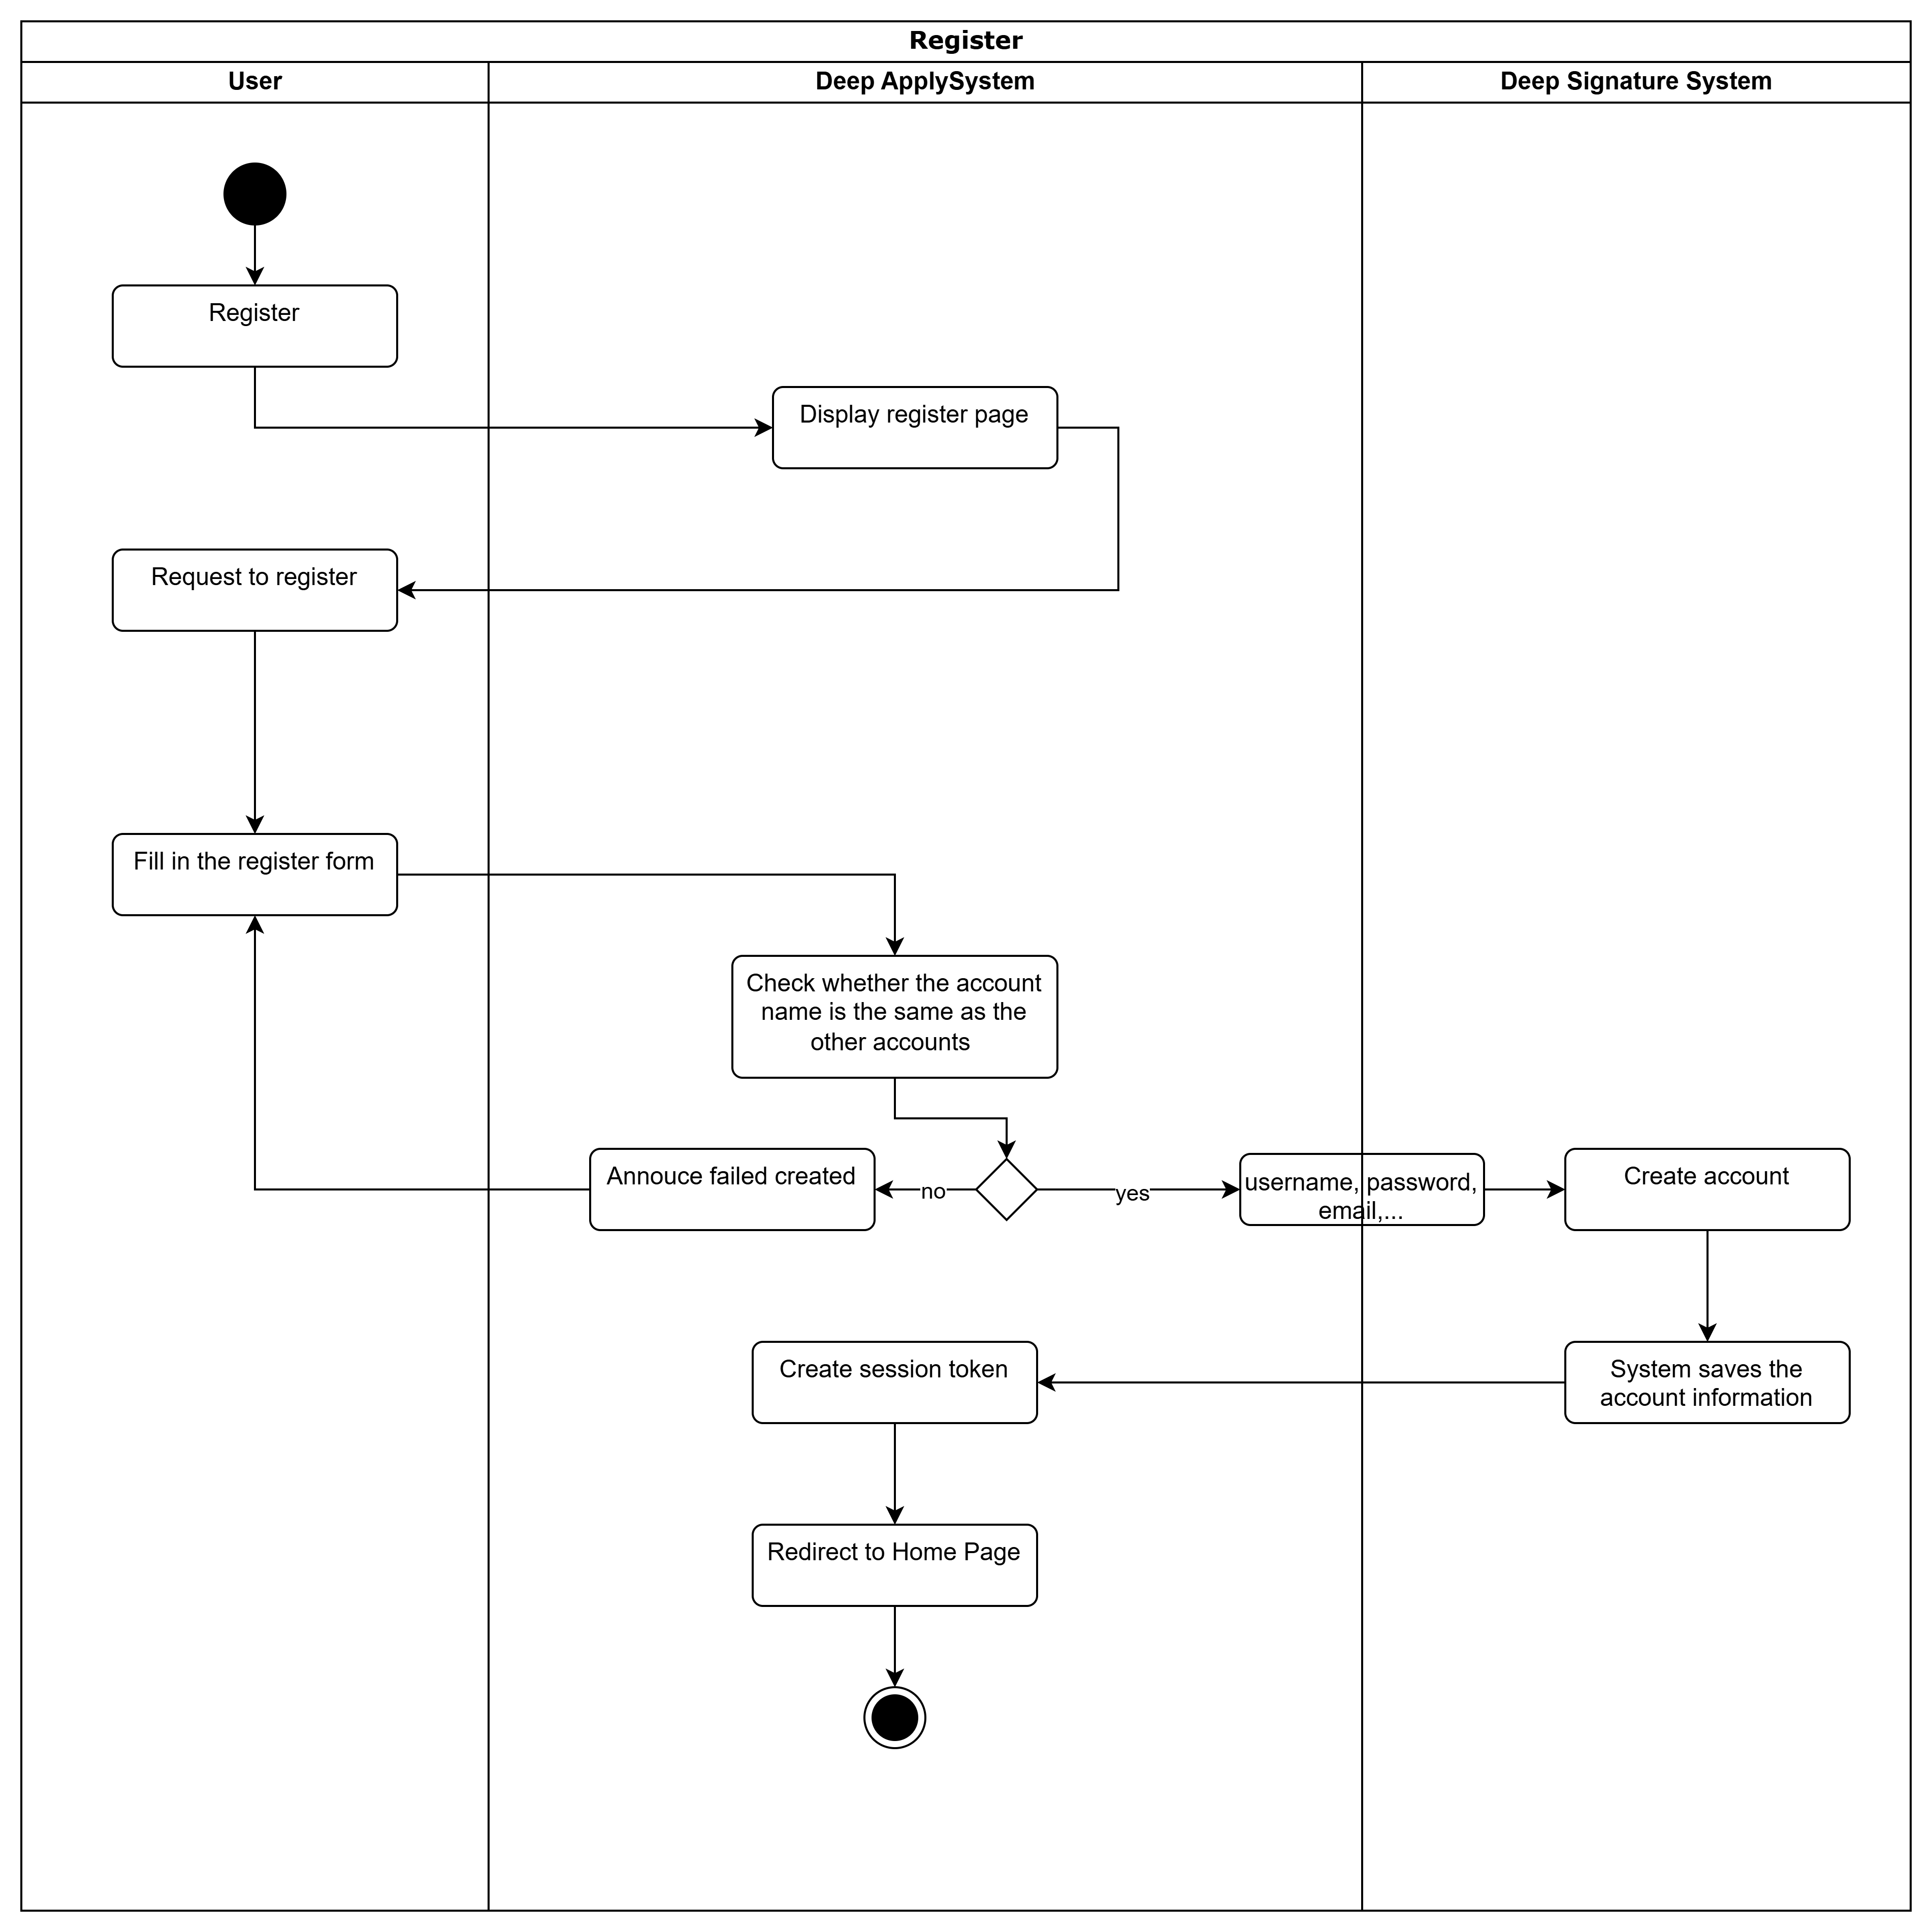 Register
User
Deep ApplySystem
Deep Signature System
Register
Display register page
Request to register
Fill in the register form
Check whether the account
name is the same as the
other accounts
Annouce failed created
no
yes
username, password,
email,...
Create account
Create session token
System saves the
account information
Redirect to Home Page